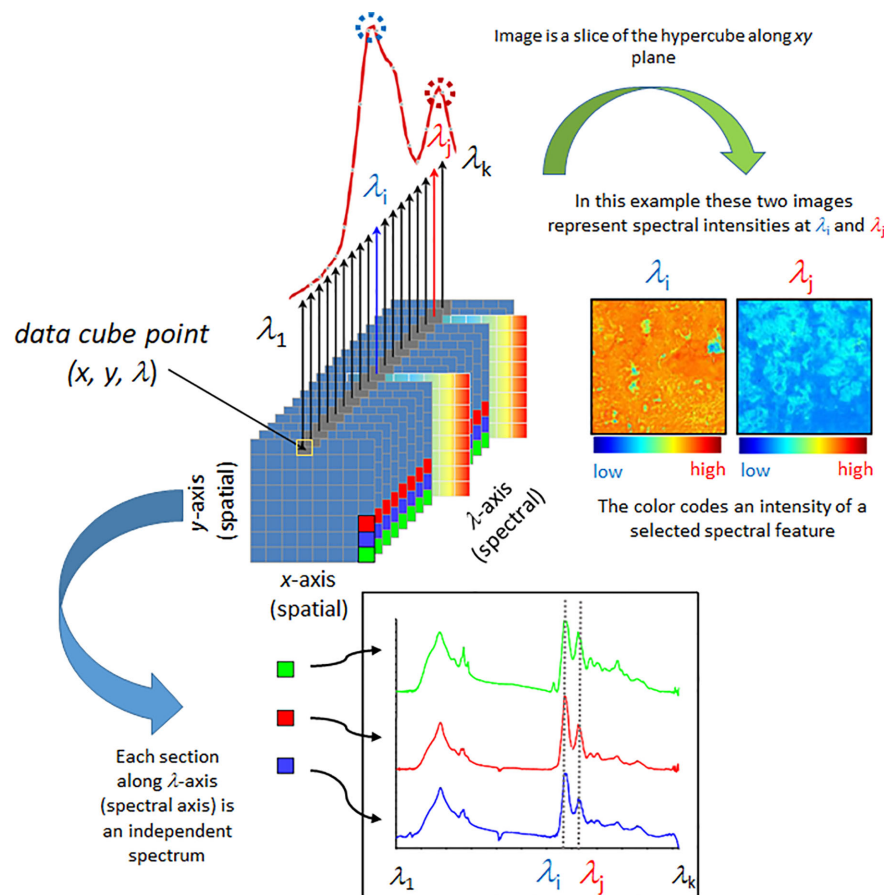 Image is a slice of the hypercube along xy
plane
λj
λk
λi
In this example these two images
represent spectral intensities at λi and λj
λi
λj
λ1
data cube point
(x, y, λ)
low
high
low
high
The color codes an intensity of a
selected spectral feature
y-axis
(spatial)
λ-axis
(spectral)
x-axis
(spatial)
Each section
along λ-axis
(spectral axis) is
an independent
spectrum
λ1
λi
λj
λk